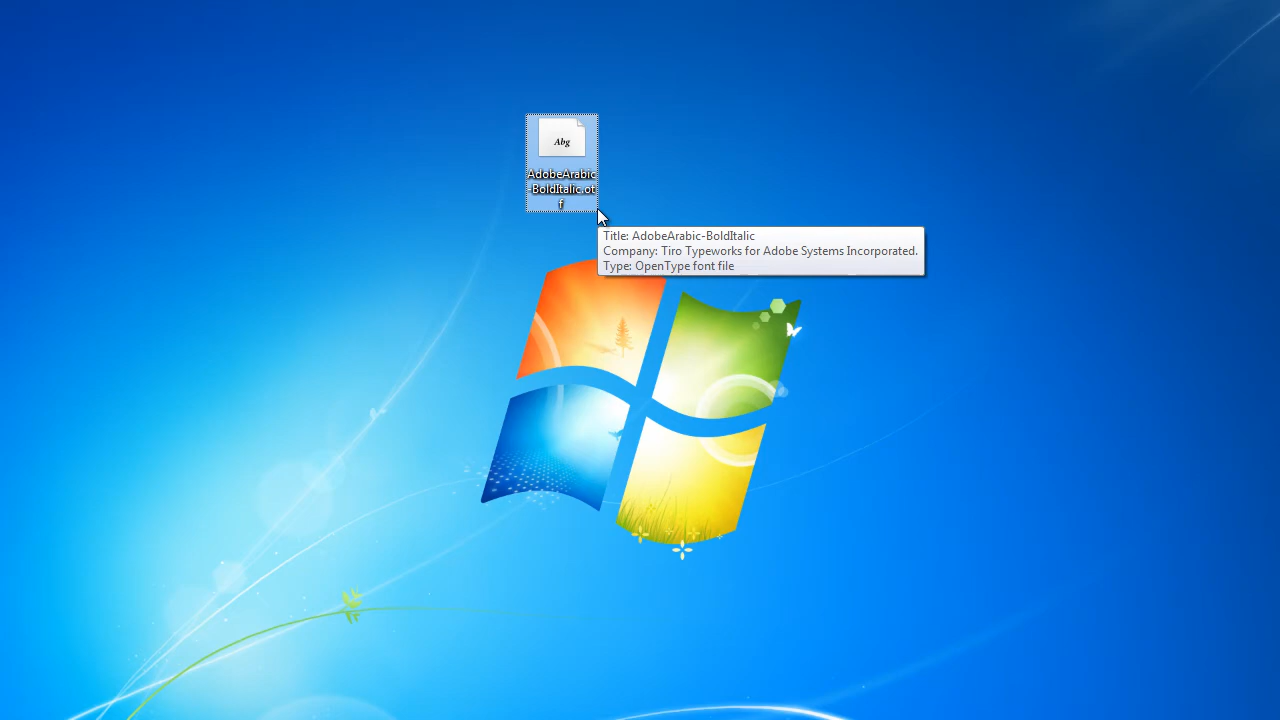 Abg
AdobeArabic
-BoldItalic.ot
f
Title: AdobeArabic-BoldItalic
Company: Tiro Typeworks for Adobe Systems Incorporated.
Type: OpenType font file